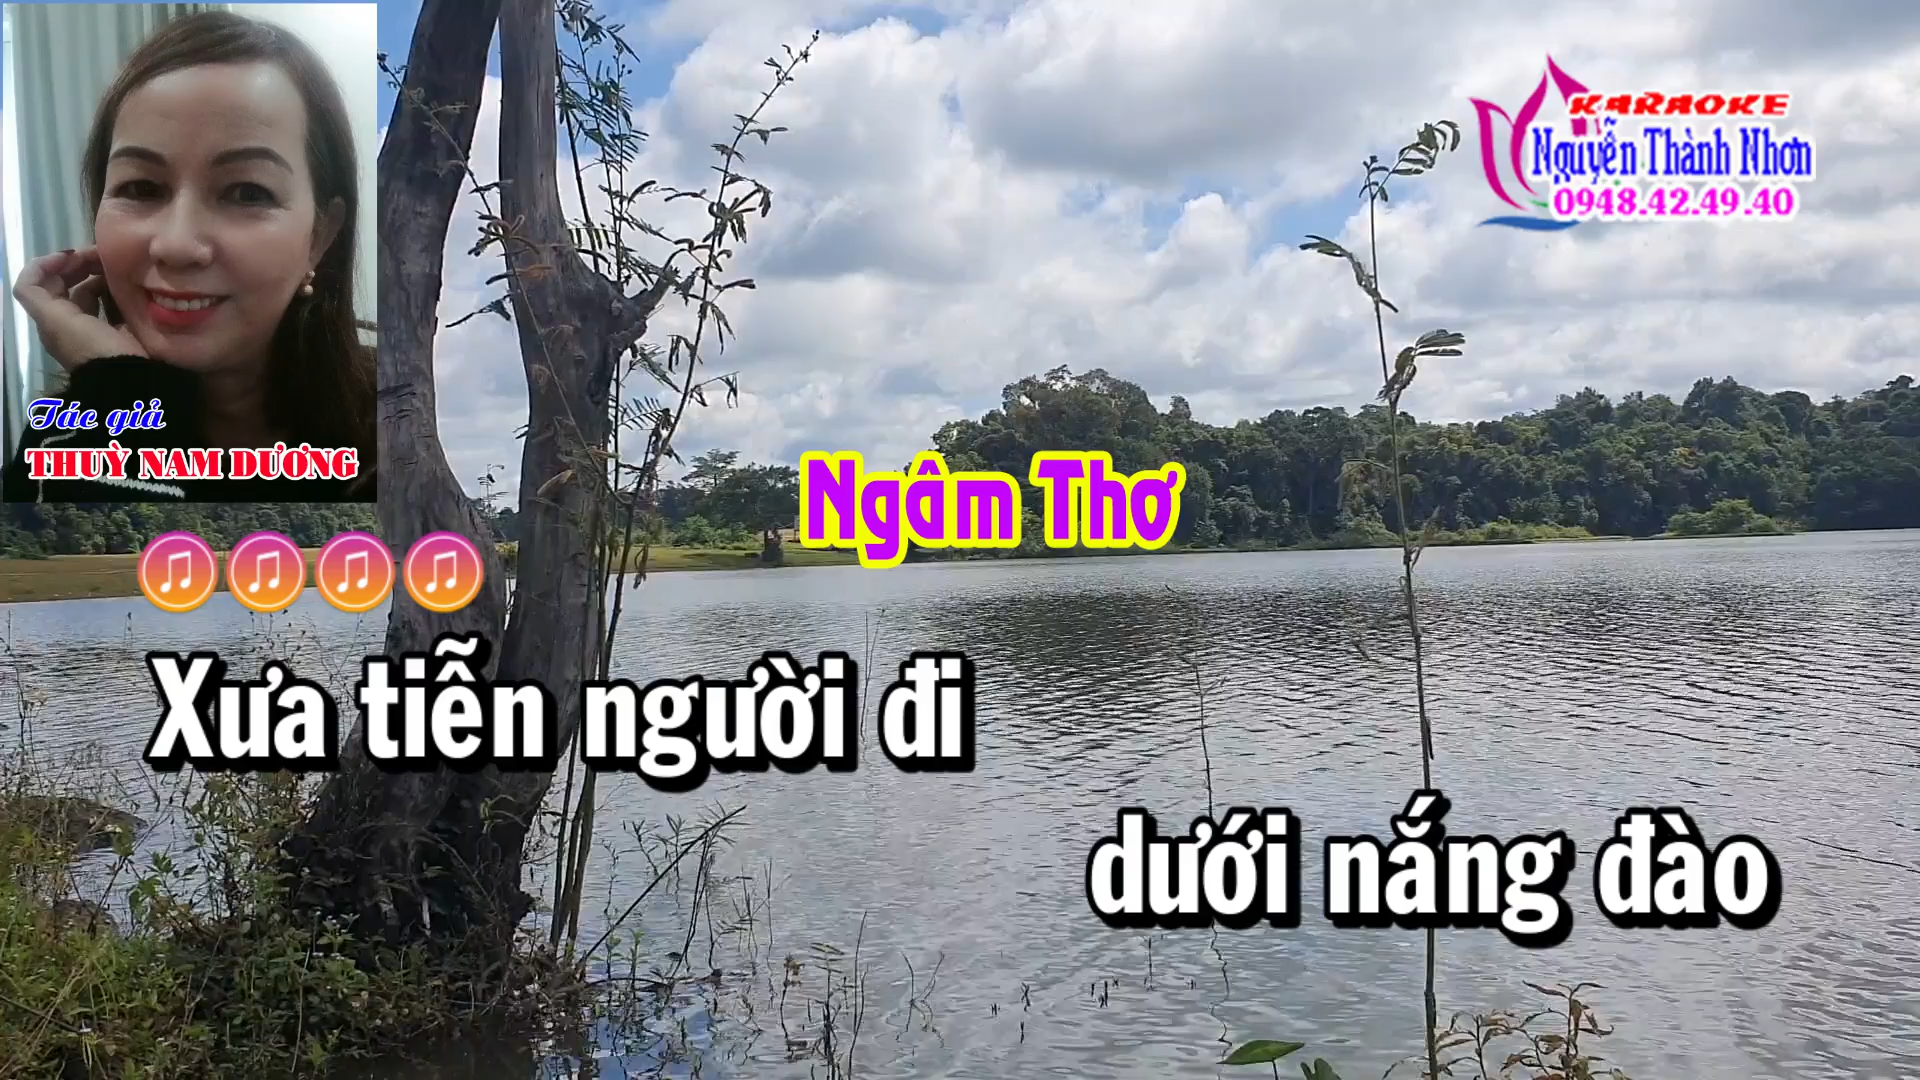 KARAOKE
Nguyễn Thành Nhơn
0948.42.49.40
Tác giả
THUỲ NAM DƯƠNG
Ngâm Thơ
Xưa tiễn người đi
dưới nắng đào